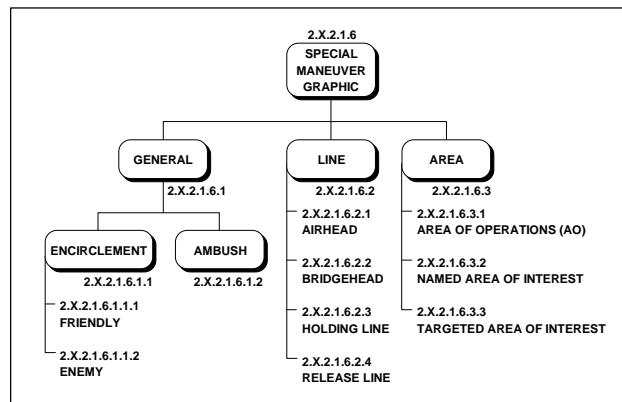 2.X.2.1.6
SPECIAL
MANEUVER
GRAPHIC
GENERAL
2.X.2.1.6.1
LINE
2.X.2.1.6.2
AREA
2.X.2.1.6.3
ENCIRCLEMENT
2.X.2.1.6.1.1
AMBUSH
2.X.2.1.6.1.2
2.X.2.1.6.1.1.1
FRIENDLY
2.X.2.1.6.1.1.2
ENEMY
2.X.2.1.6.2.1
AIRHEAD
2.X.2.1.6.2.2
BRIDGEHEAD
2.X.2.1.6.2.3
HOLDING LINE
2.X.2.1.6.2.4
RELEASE LINE
2.X.2.1.6.3.1
AREA OF OPERATIONS (AO)
2.X.2.1.6.3.2
NAMED AREA OF INTEREST
2.X.2.1.6.3.3
TARGETED AREA OF INTEREST